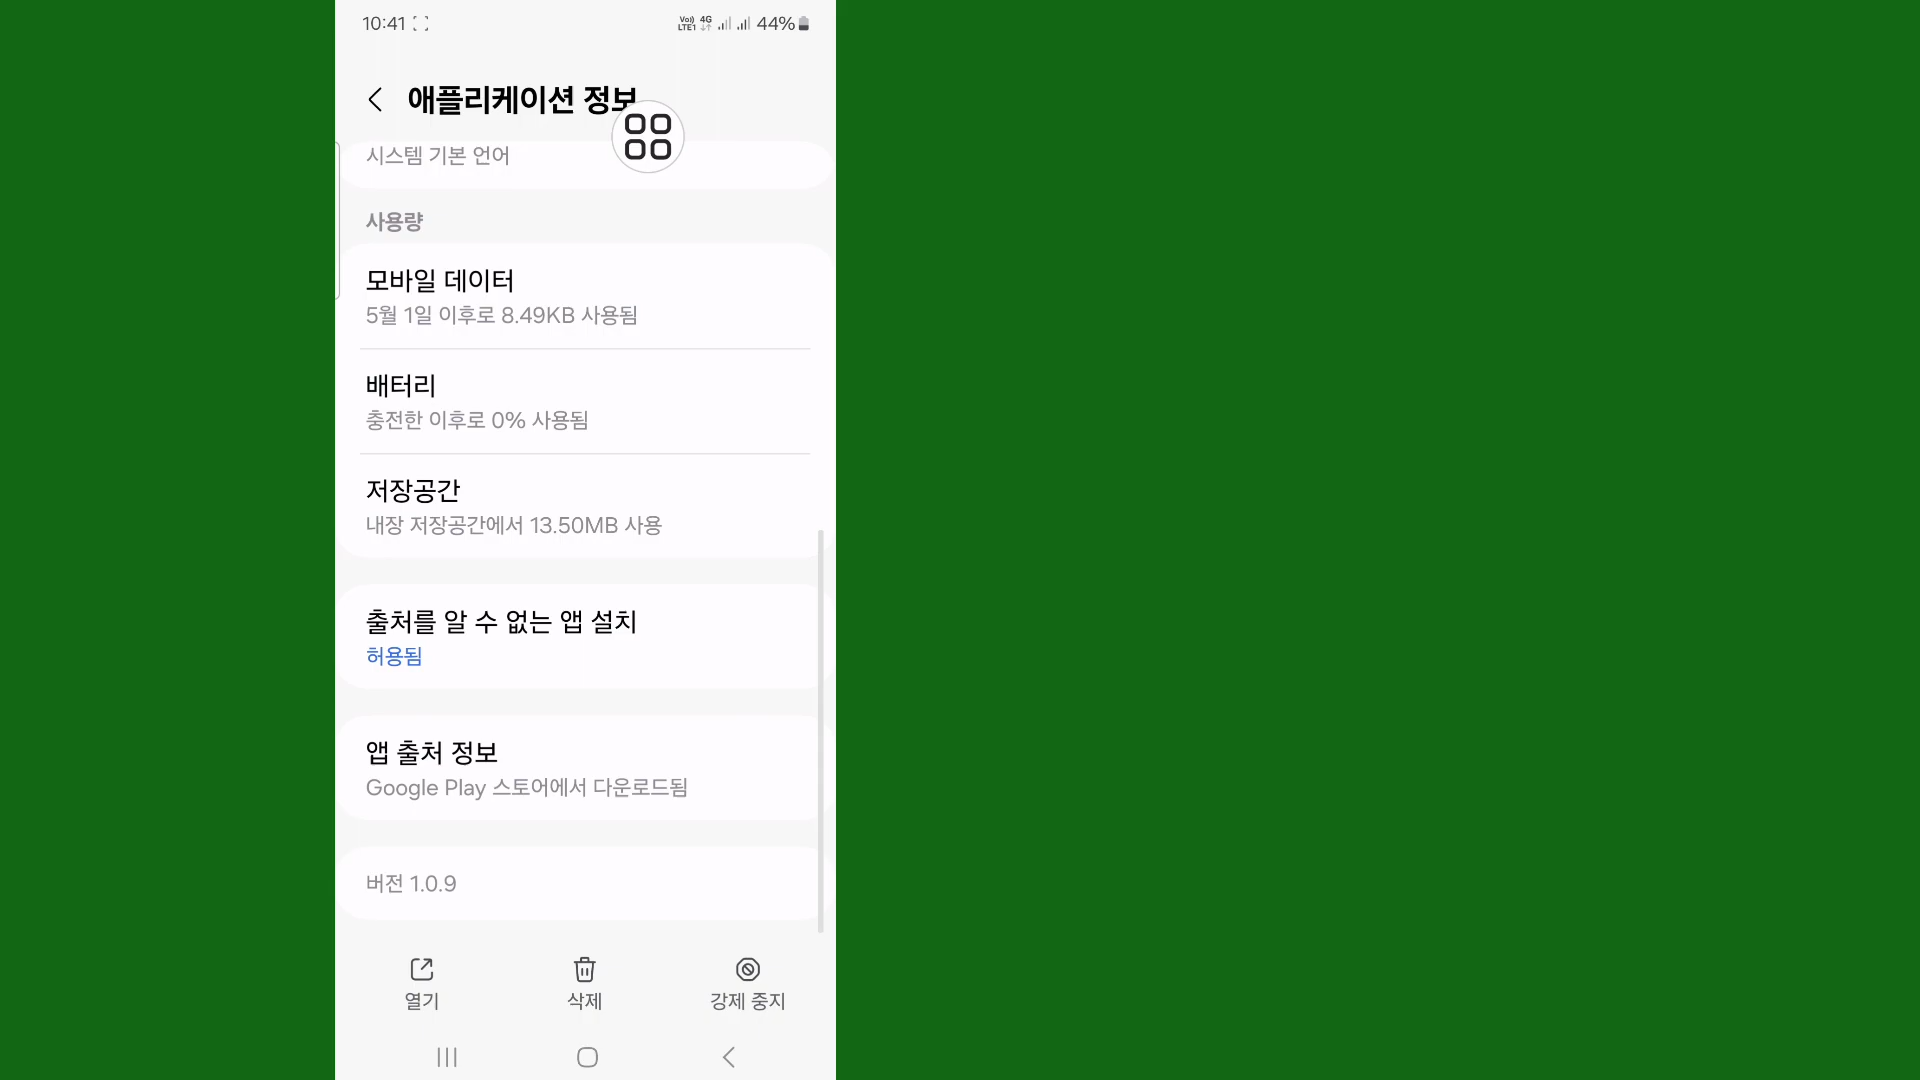 10:41 Vo)) 4G 44%
LTE1
애플리케이션 정보
시스템 기본 언어
사용량
모바일 데이터
5월 1일 이후로 8.49KB 사용됨
배터리
충전한 이후로 0% 사용됨
저장공간
내장 저장공간에서 13.50MB 사용
출처를 알 수 없는 앱 설치
허용됨
앱 출처 정보
Google Play 스토어에서 다운로드됨
버전 1.0.9
열기 삭제 강제 중지